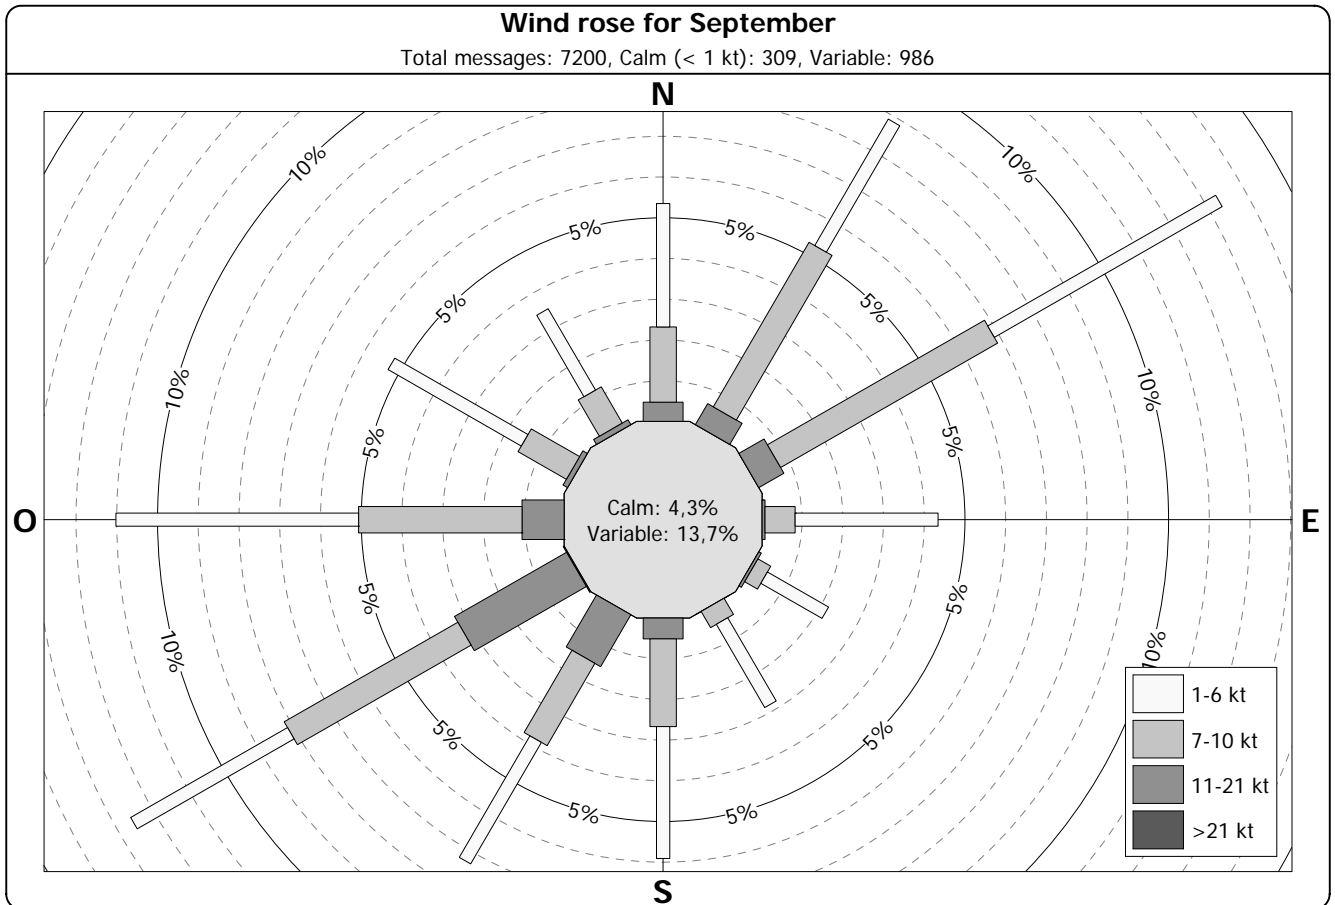 Wind rose for September
Total messages: 7200, Calm (< 1 kt): 309, Variable: 986
N
10%
10%
5%
5%
5%
5%
10%
10%
5%
5%
Calm: 4,3%
Variable: 13,7%
O
E
5%
5%
10%
10%
5%
5%
5%
5%
1-6 kt
7-10 kt
11-21 kt
>21 kt
S